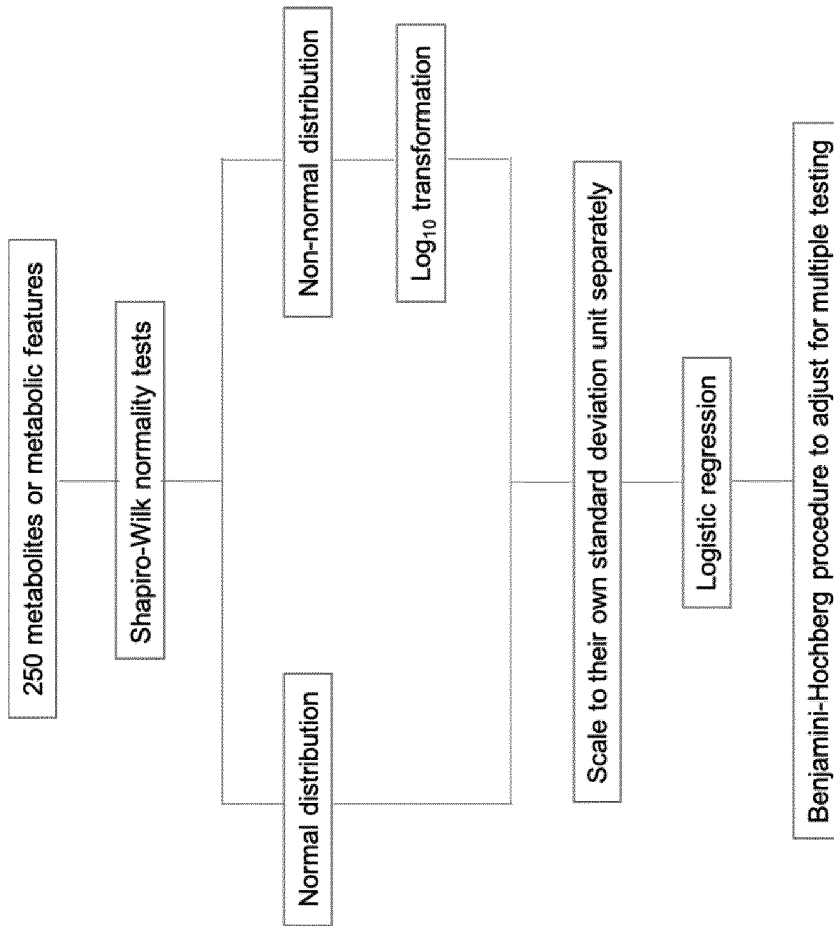 250 metabolites or metabolic features
Shapiro-Wilk normality tests
Normal distribution
Non-normal distribution
Log₁₀ transformation
Scale to their own standard deviation unit separately
Logistic regression
Benjamini-Hochberg procedure to adjust for multiple testing